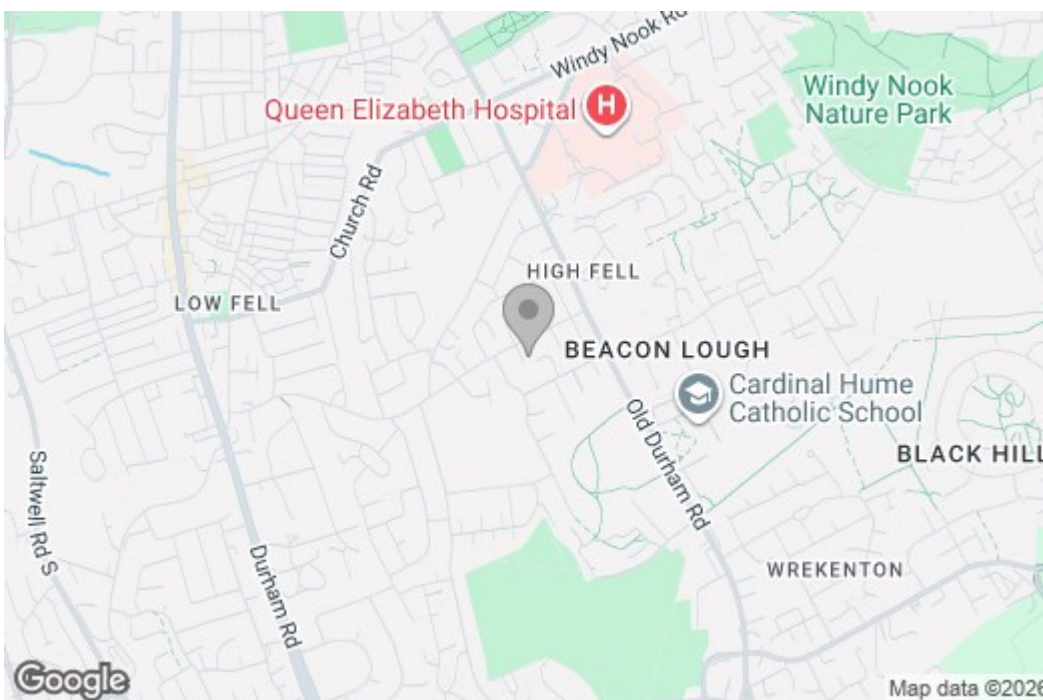 Windy Nook Rd
Queen Elizabeth Hospital
H
Windy Nook
Nature Park
Church Rd
HIGH FELL
LOW FELL
BEACON LOUGH
Cardinal Hume
Catholic School
Old Durham Rd
BLACK HILL
Saltwell Rd S
Durham Rd
WREKENTON
Google
Map data ©2026